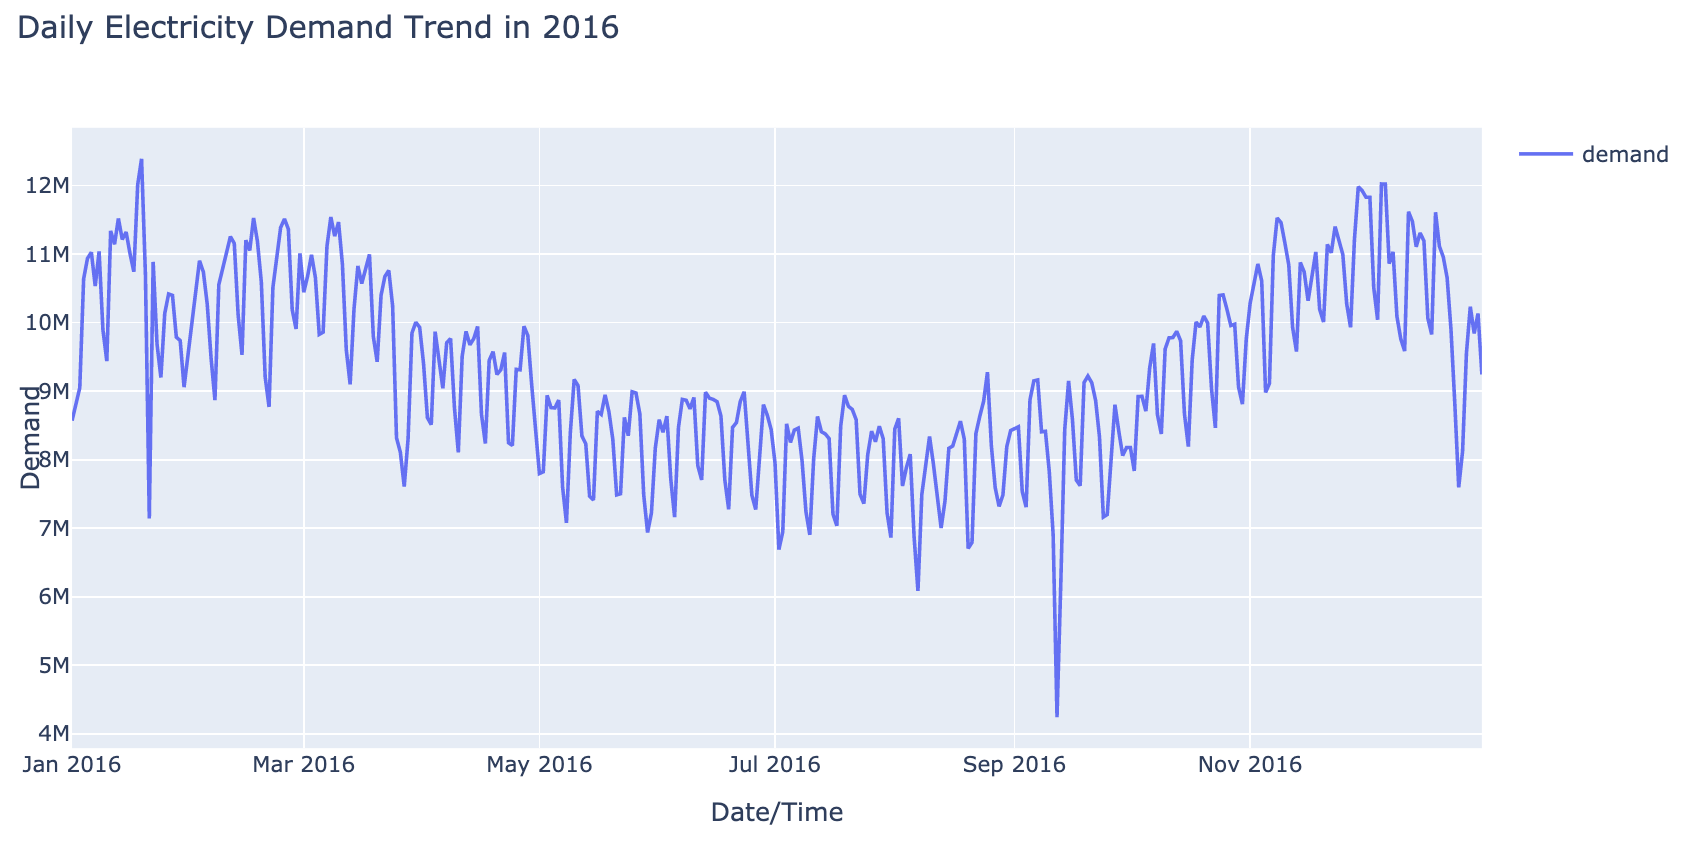 Daily Electricity Demand Trend in 2016
demand
12M
11M
10M
9M
8M
7M
6M
5M
4M
Demand
Jan 2016 Mar 2016 May 2016 Jul 2016 Sep 2016 Nov 2016
Date/Time